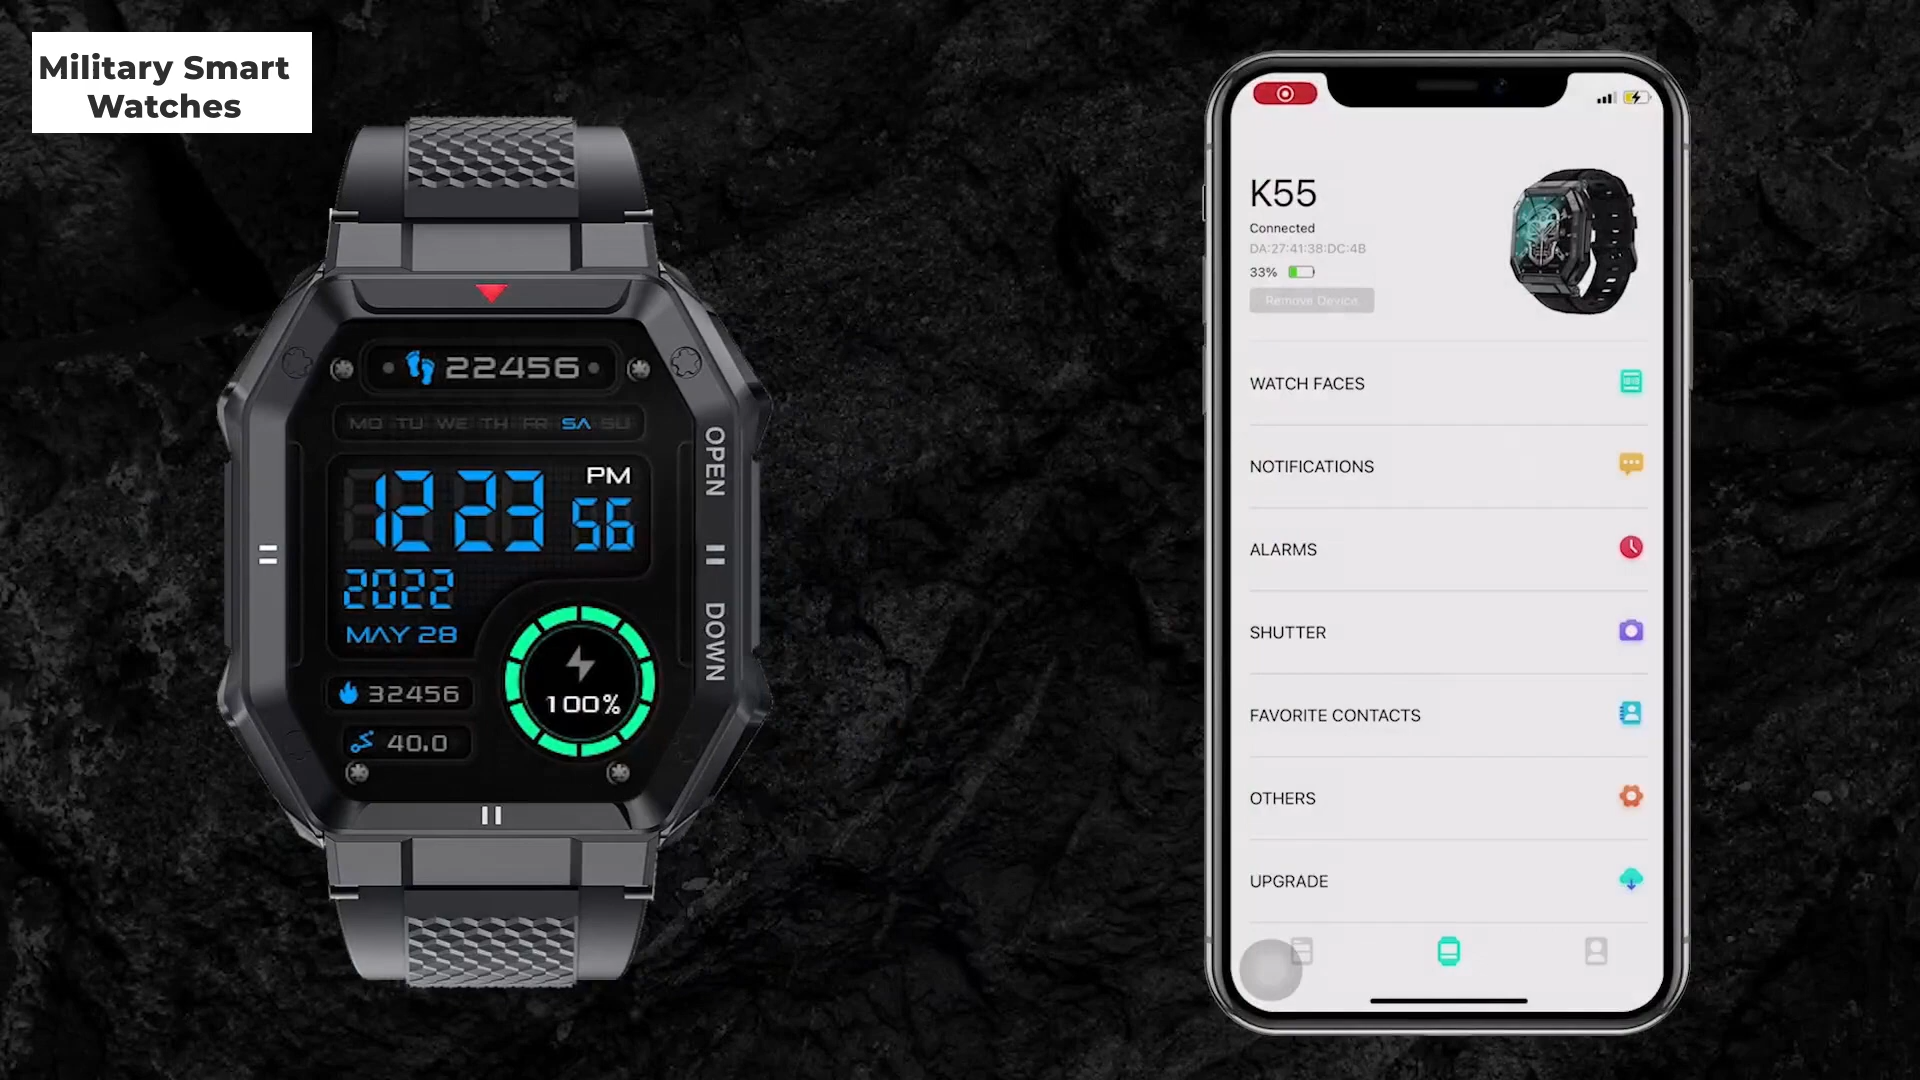 Military Smart
Watches
22456
MO TU WE TH FR SA SU
12 23 PM 56
2022
MAY 28
32456
100%
40.0
OPEN
DOWN
K55
Connected
DA:27:41:38:DC:4B
33%
Remove Device
WATCH FACES
NOTIFICATIONS
ALARMS
SHUTTER
FAVORITE CONTACTS
OTHERS
UPGRADE